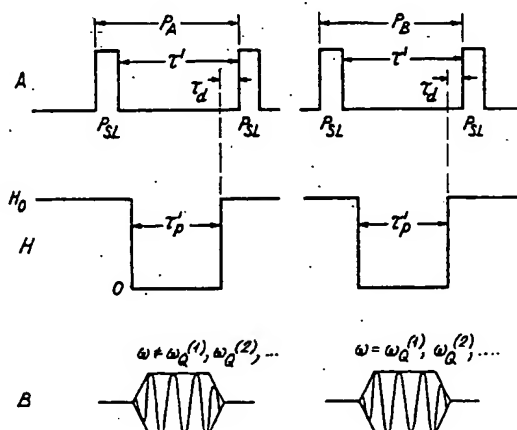 P_A P_B
A τ' τ'
τ_d τ_d
P_SL P_SL P_SL P_SL
H_0
H τ'_p τ'_p
0
ω ≠ ω_Q^(1), ω_Q^(2), ... ω = ω_Q^(1), ω_Q^(2), ....
B